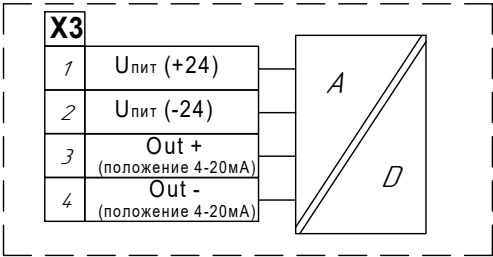 X3
1 Uпит (+24)
2 Uпит (-24)
3 Out +
(положение 4-20мА)
4 Out -
(положение 4-20мА)
A
D